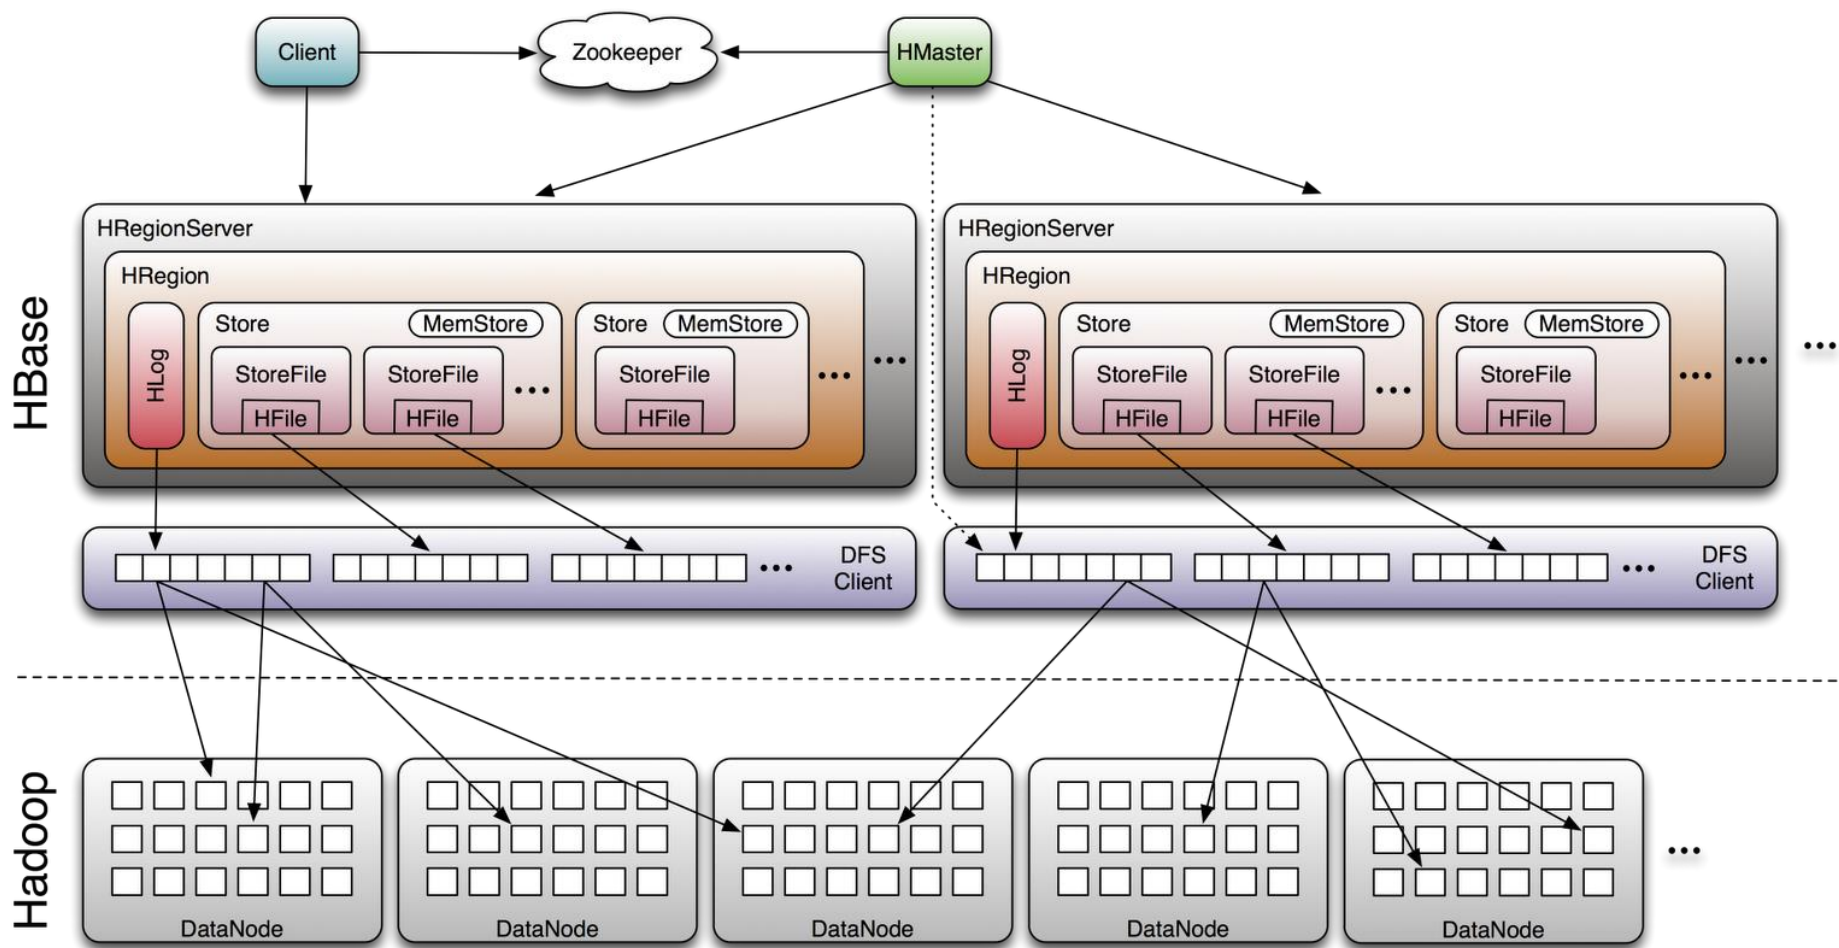 Client
Zookeeper
HMaster
HBase
HRegionServer
HRegion
HLog
Store
MemStore
StoreFile
HFile
StoreFile
HFile
...
Store
MemStore
StoreFile
HFile
...
...
HRegionServer
HRegion
HLog
Store
MemStore
StoreFile
HFile
StoreFile
HFile
...
Store
MemStore
StoreFile
HFile
...
...
...
...
DFS
Client
...
DFS
Client
Hadoop
DataNode
DataNode
DataNode
DataNode
DataNode
...